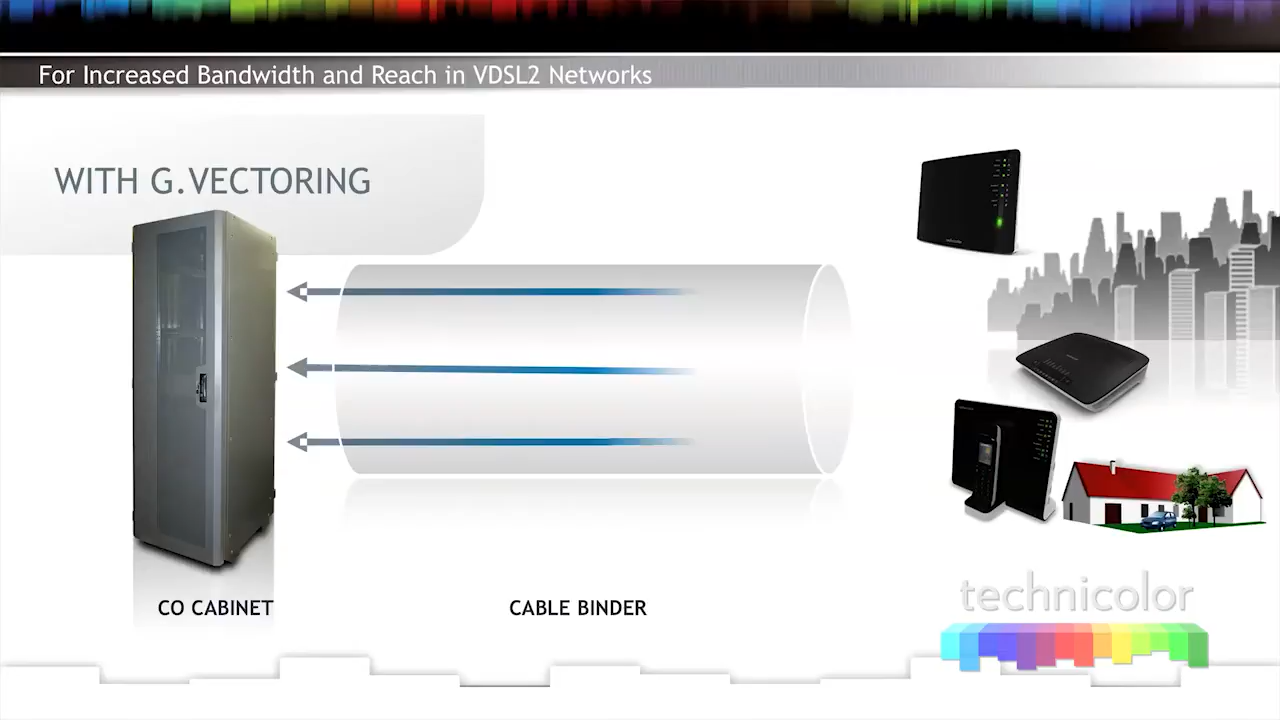 For Increased Bandwidth and Reach in VDSL2 Networks
WITH G.VECTORING
CO CABINET
CABLE BINDER
technicolor